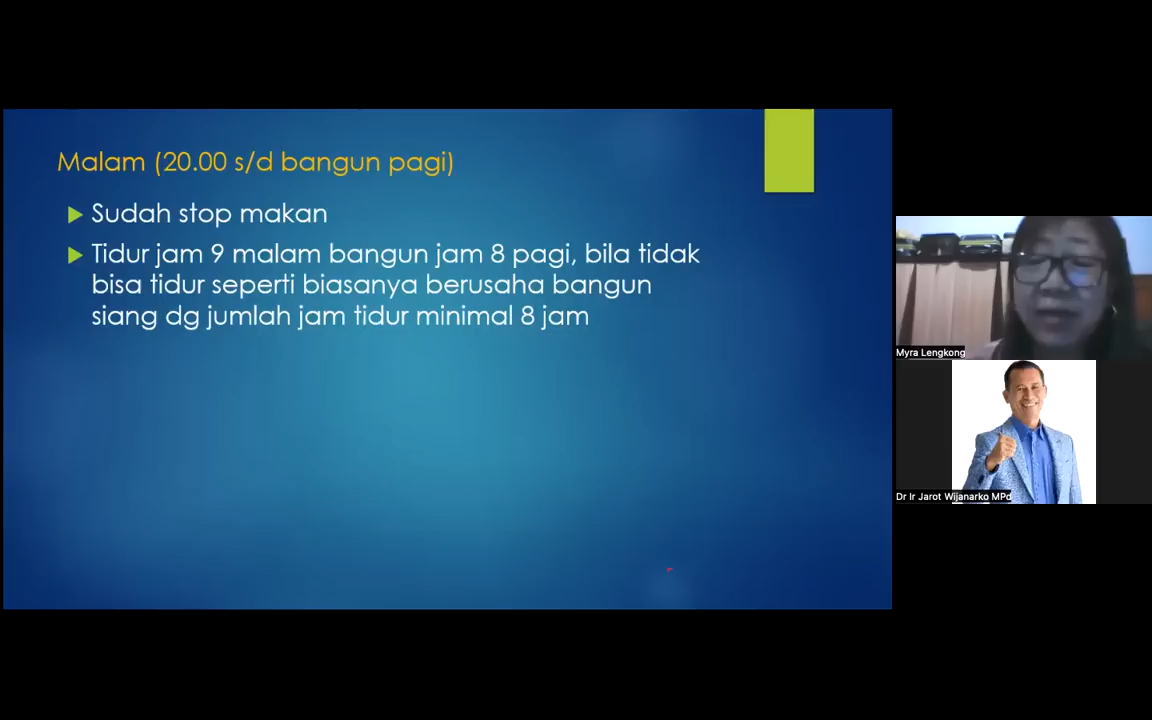 Malam (20.00 s/d bangun pagi)
Sudah stop makan
Tidur jam 9 malam bangun jam 8 pagi, bila tidak
bisa tidur seperti biasanya berusaha bangun
siang dg jumlah jam tidur minimal 8 jam
Myra Lengkong
Dr Ir Jarot Wijanarko MPd